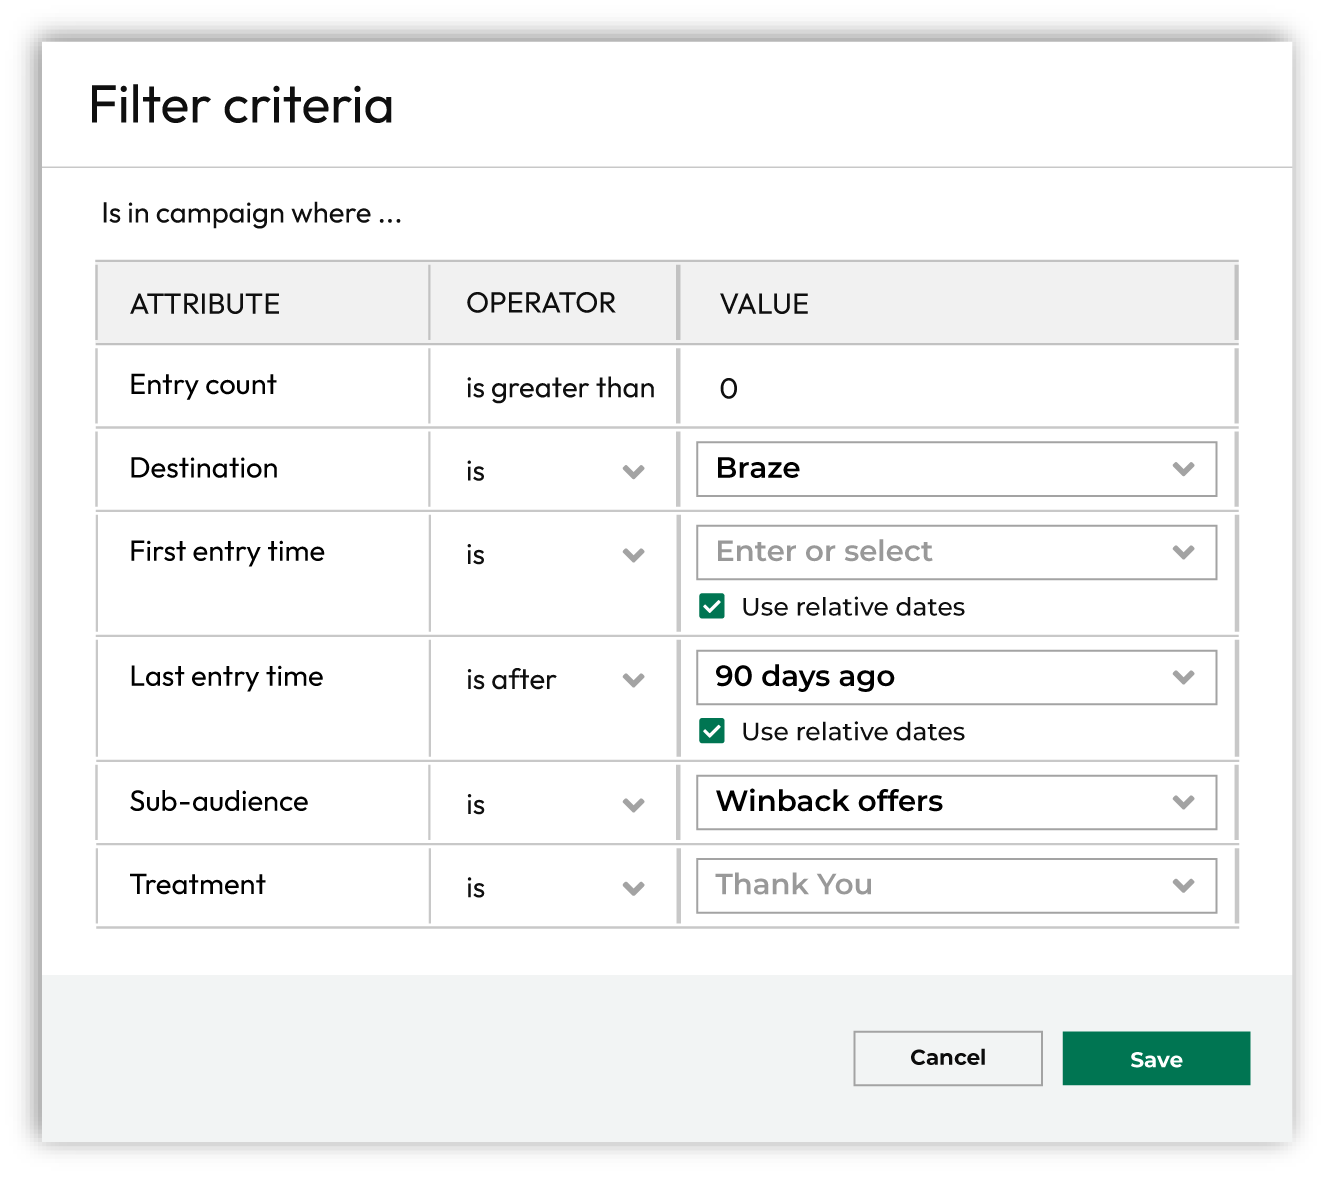 Filter criteria
Is in campaign where ...
ATTRIBUTE OPERATOR VALUE
Entry count is greater than 0
Destination is Braze
First entry time is Enter or select
Use relative dates
Last entry time is after 90 days ago
Use relative dates
Sub-audience is Winback offers
Treatment is Thank You
Cancel Save